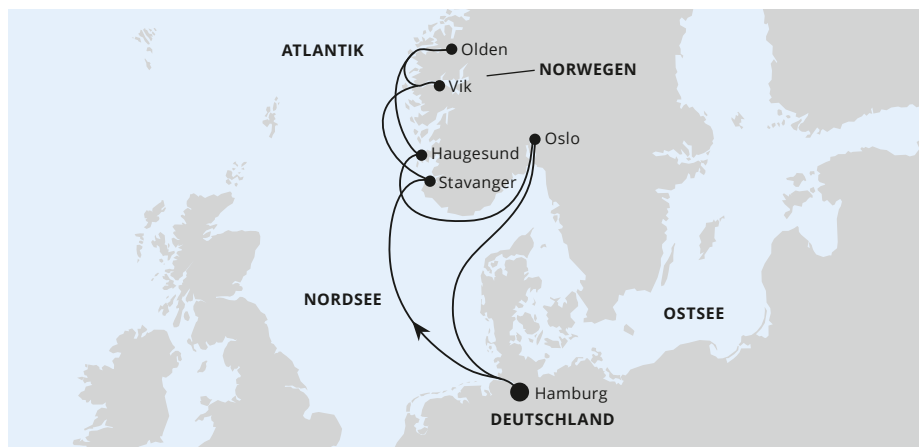 ATLANTIK
Olden
NORWEGEN
Vik
Oslo
Haugesund
Stavanger
NORDSEE
OSTSEE
Hamburg
DEUTSCHLAND